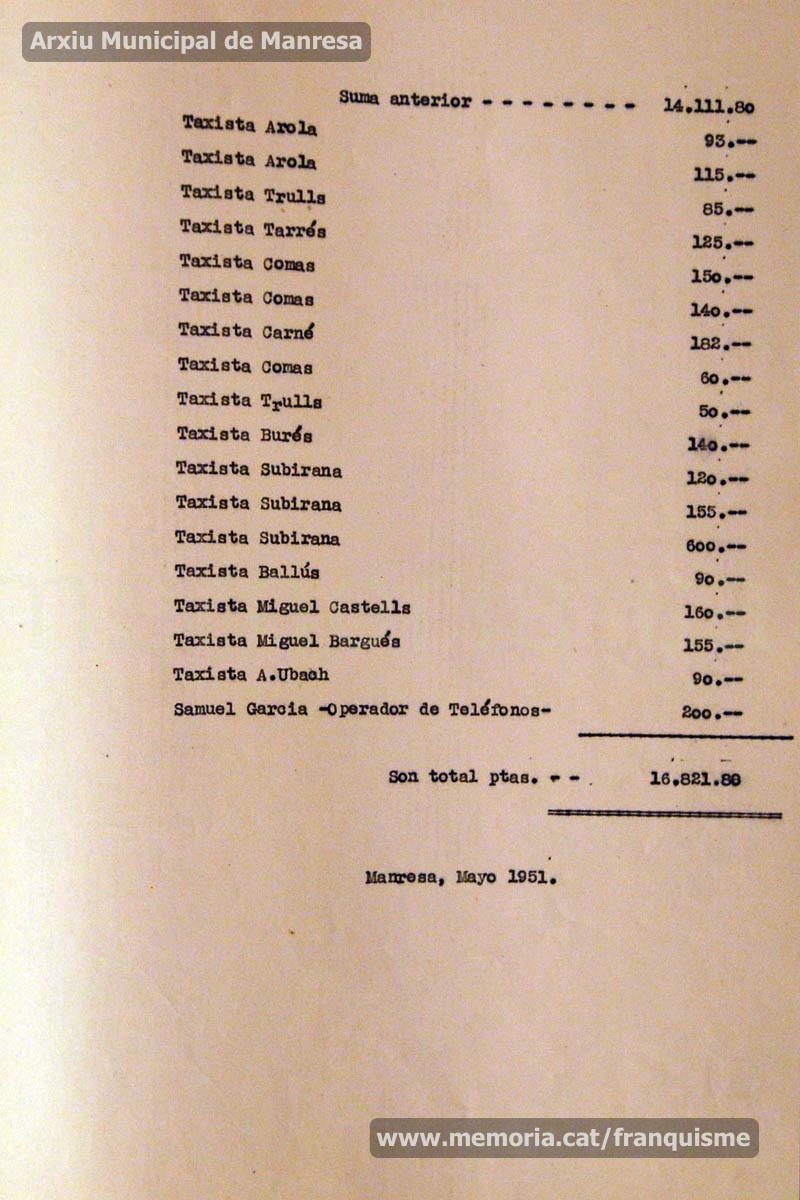 Arxiu Municipal de Manresa
Suma anterior - - - - - - - - 14.111.80
Taxista Arola 93.--
Taxista Arola 115.--
Taxista Trulls 85.--
Taxista Tarrés 125.--
Taxista Comas 150.--
Taxista Comas 140.--
Taxista Carné 182.--
Taxista Comas 60.--
Taxista Trulls 50.--
Taxista Burés 140.--
Taxista Subirana 120.--
Taxista Subirana 155.--
Taxista Subirana 600.--
Taxista Ballús 90.--
Taxista Miguel Castells 160.--
Taxista Miguel Bargués 155.--
Taxista A.Ubach 90.--
Samuel Garcia -Operador de Teléfonos- 200.--
Son total ptas. - - . 16.821.80
Manresa, Mayo 1951.
www.memoria.cat/franquisme